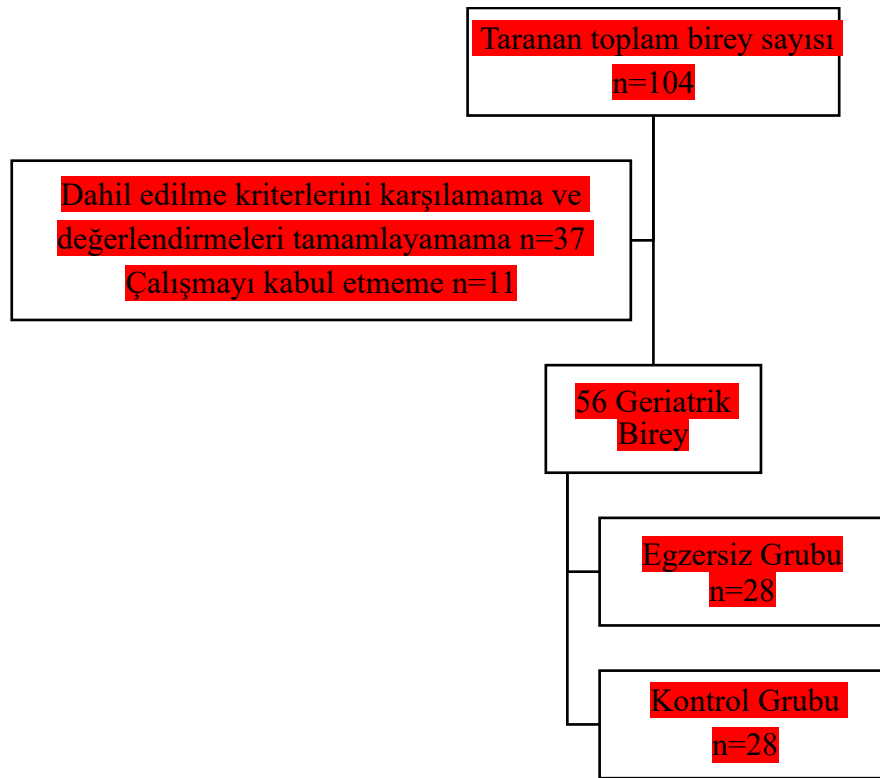 Taranan toplam birey sayısı
n=104
Dahil edilme kriterlerini karşılamama ve
değerlendirmeleri tamamlayamama n=37
Çalışmayı kabul etmeme n=11
56 Geriatrik
Birey
Egzersiz Grubu
n=28
Kontrol Grubu
n=28